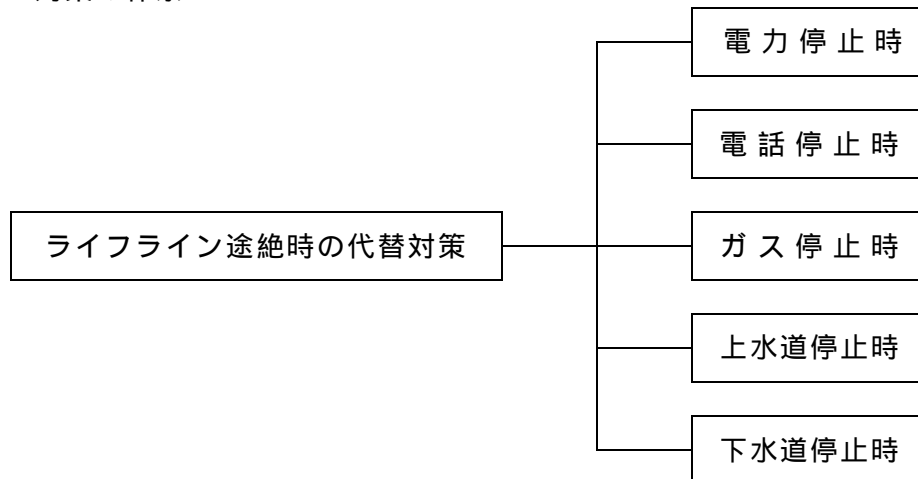 電力停止時
電話停止時
ライフライン途絶時の代替対策
ガス停止時
上水道停止時
下水道停止時